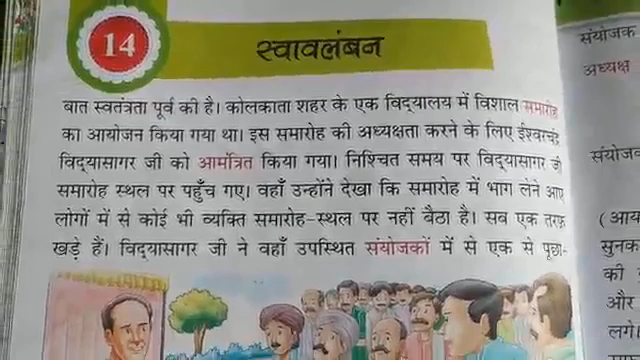 14
स्वावलंबन
बात स्वतंत्रता पूर्व की है। कोलकाता शहर के एक विद्यालय में विशाल समारोह
का आयोजन किया गया था। इस समारोह की अध्यक्षता करने के लिए ईश्वरचंद्र
विद्यासागर जी को आमंत्रित किया गया। निश्चित समय पर विद्यासागर जी
समारोह स्थल पर पहुँच गए। वहाँ उन्होंने देखा कि समारोह में भाग लेने आए
लोगों में से कोई भी व्यक्ति समारोह-स्थल पर नहीं बैठा है। सब एक तरफ़
खड़े हैं। विद्यासागर जी ने वहाँ उपस्थित संयोजकों में से एक से पूछा-
संयोजक
अध्यक्ष
संयोजक
(आय
सुनक
की
और
लगे